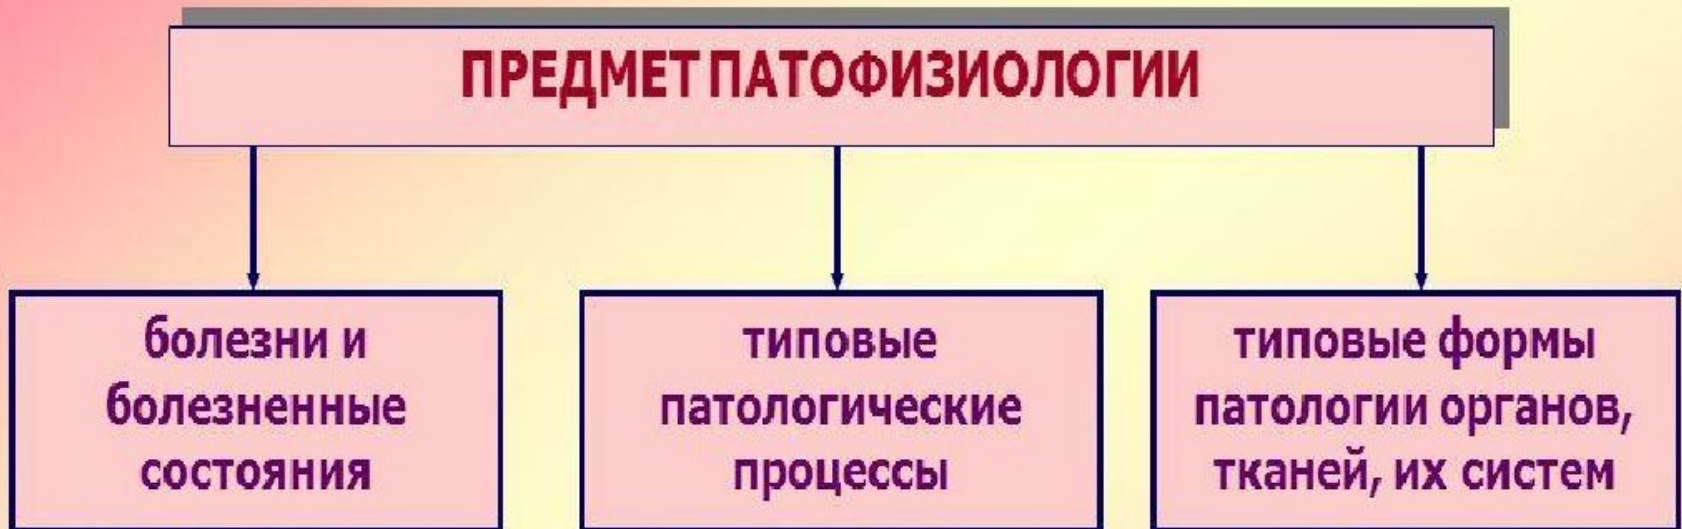 ПРЕДМЕТ ПАТОФИЗИОЛОГИИ
болезни и
болезненные
состояния
типовые
патологические
процессы
типовые формы
патологии органов,
тканей, их систем